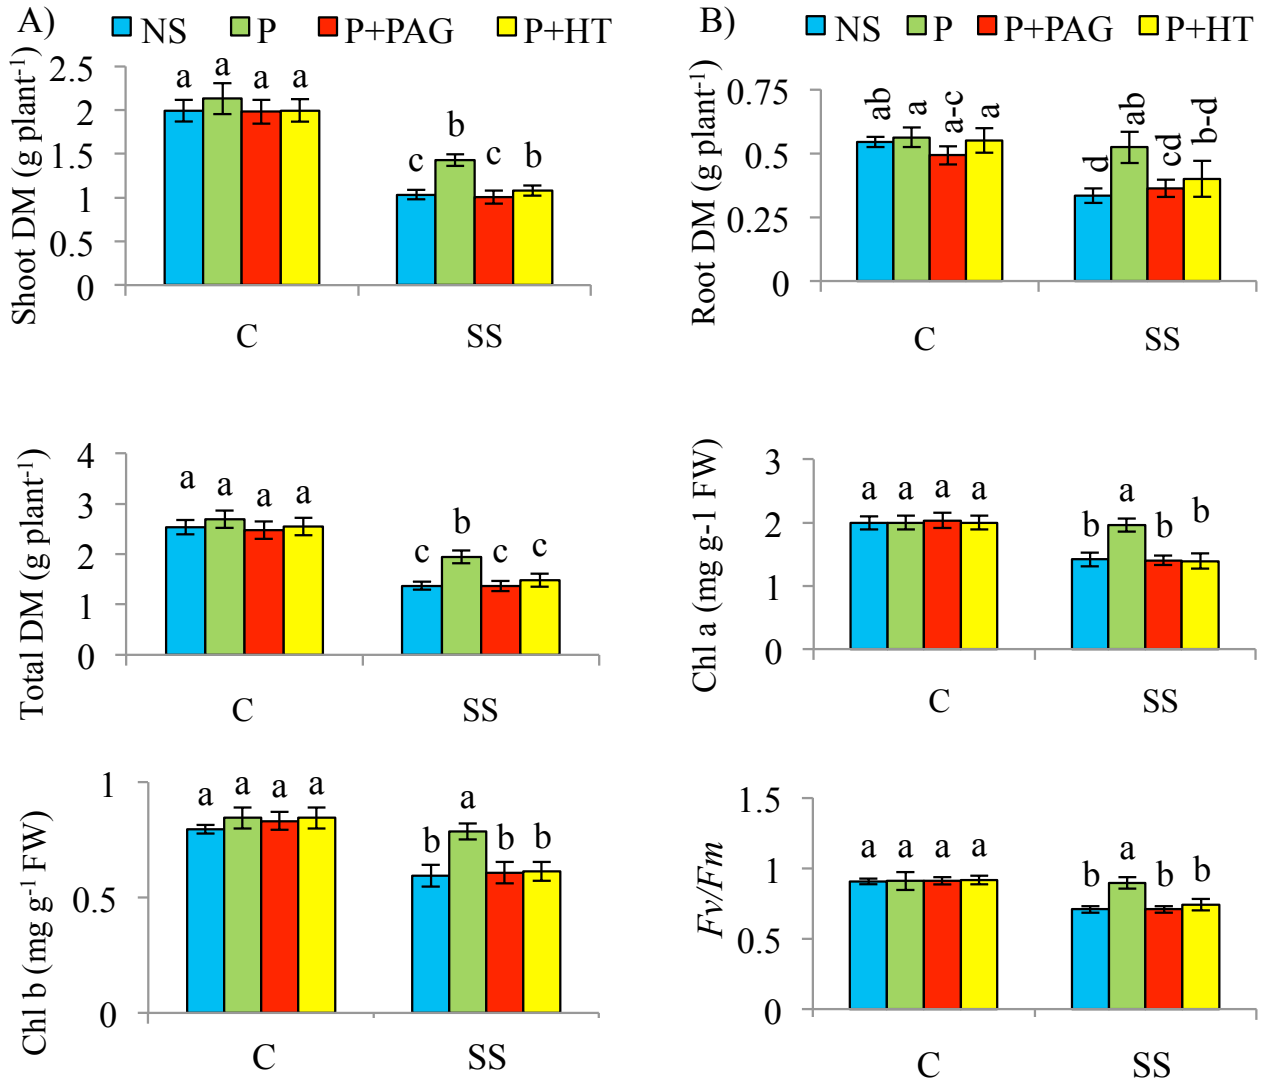 A)
NS P P+PAG P+HT
Shoot DM (g plant-1)
2.5
2
1.5
1
0.5
0
a a a a
c b c b
C SS
B)
NS P P+PAG P+HT
Root DM (g plant-1)
0.75
0.5
0.25
0
ab a a-c a
d ab cd b-d
C SS
Total DM (g plant-1)
4
3
2
1
0
a a a a
c b c c
C SS
Chl a (mg g-1 FW)
3
2
1
0
a a a a
b a b b
C SS
Chl b (mg g-1 FW)
1
0.5
0
a a a a
b a b b
C SS
Fv/Fm
1.5
1
0.5
0
a a a a
b a b b
C SS